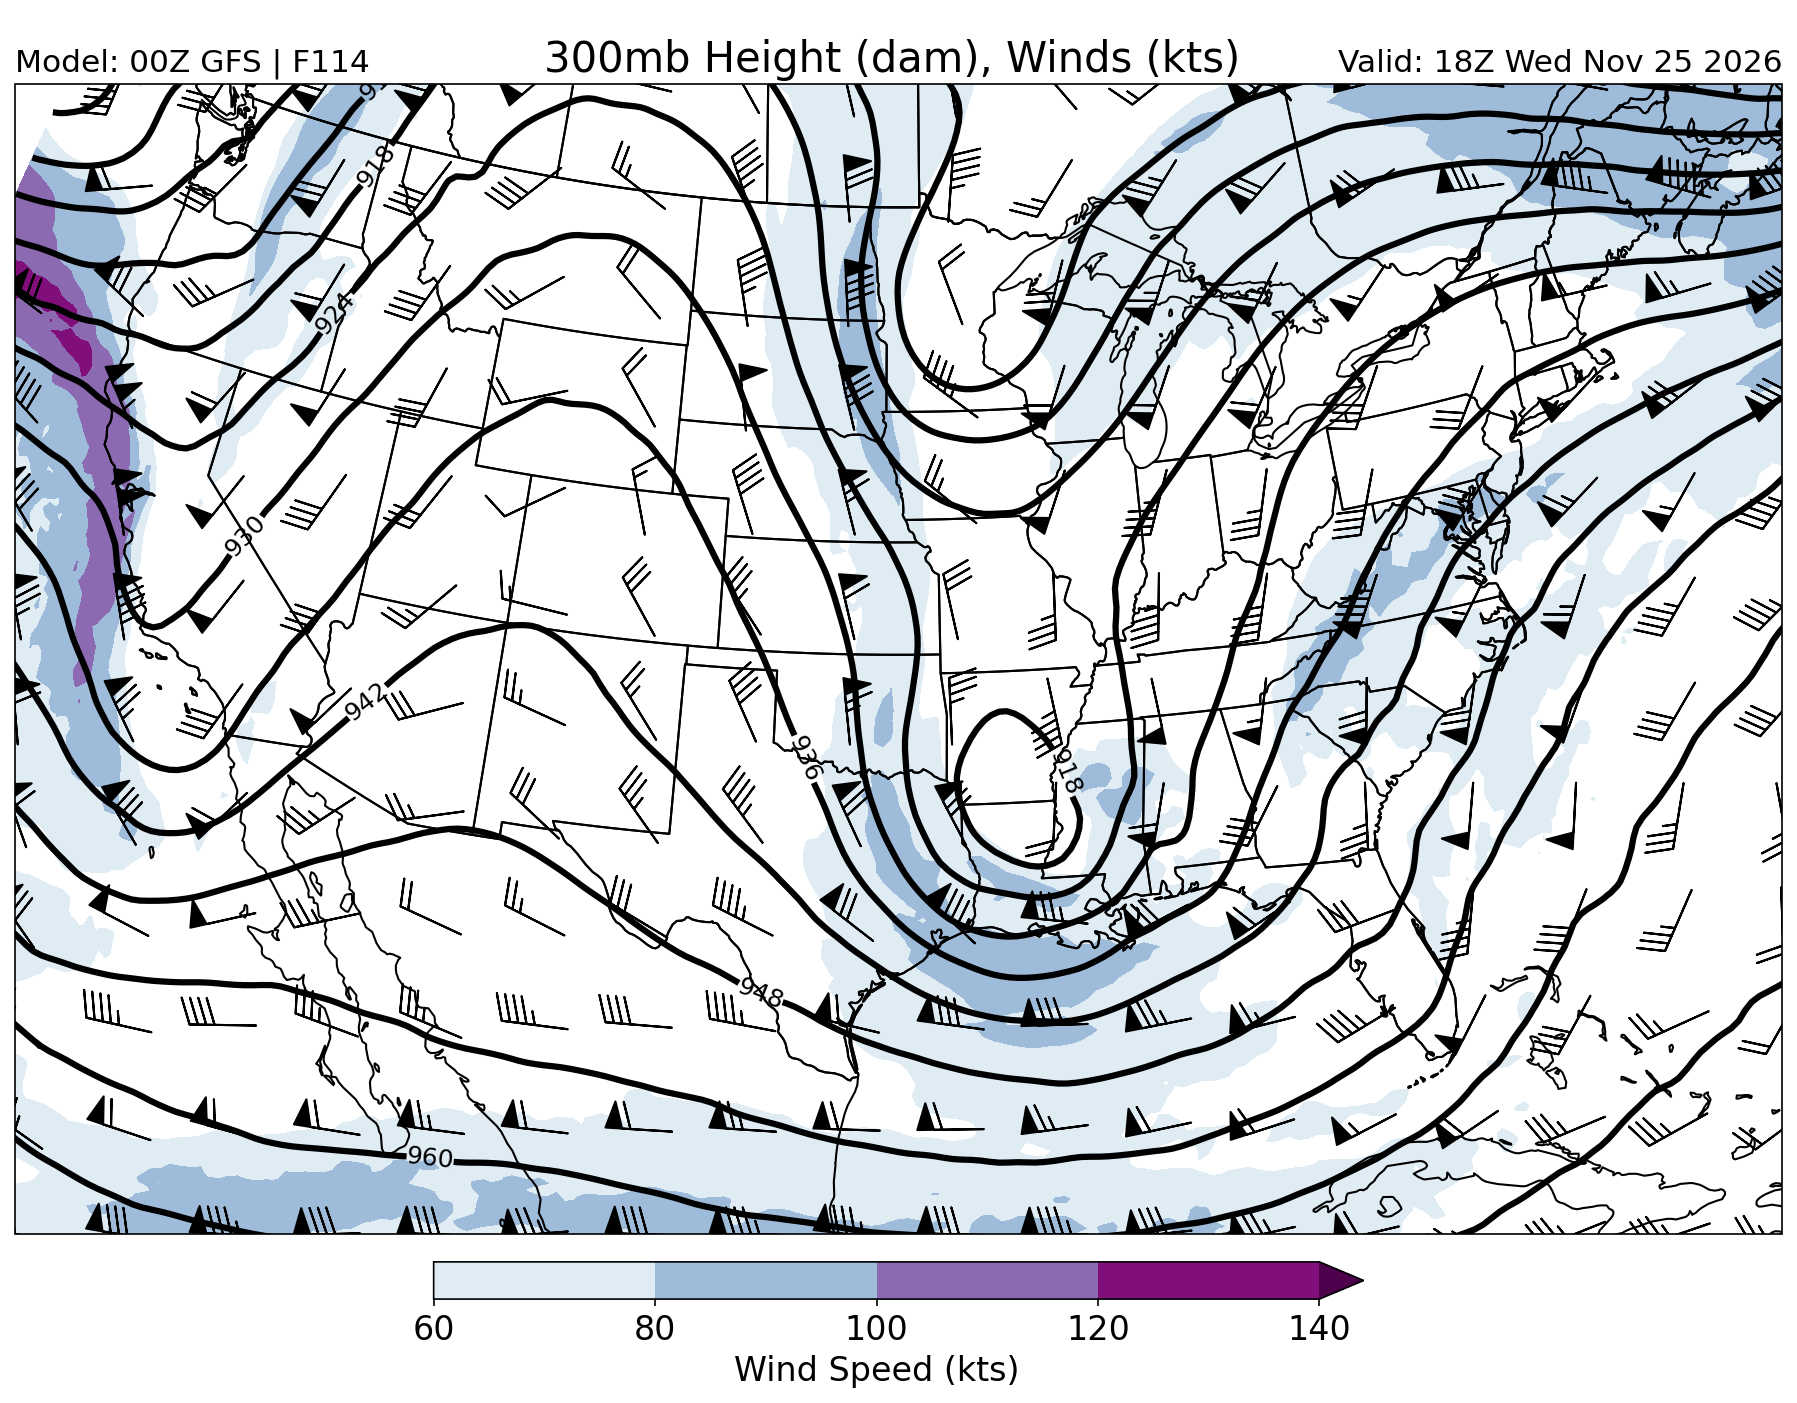 Model: 00Z GFS | F114
300mb Height (dam), Winds (kts)
Valid: 18Z Wed Nov 25 2026
918
924
930
942
936
918
948
960
60 80 100 120 140
Wind Speed (kts)